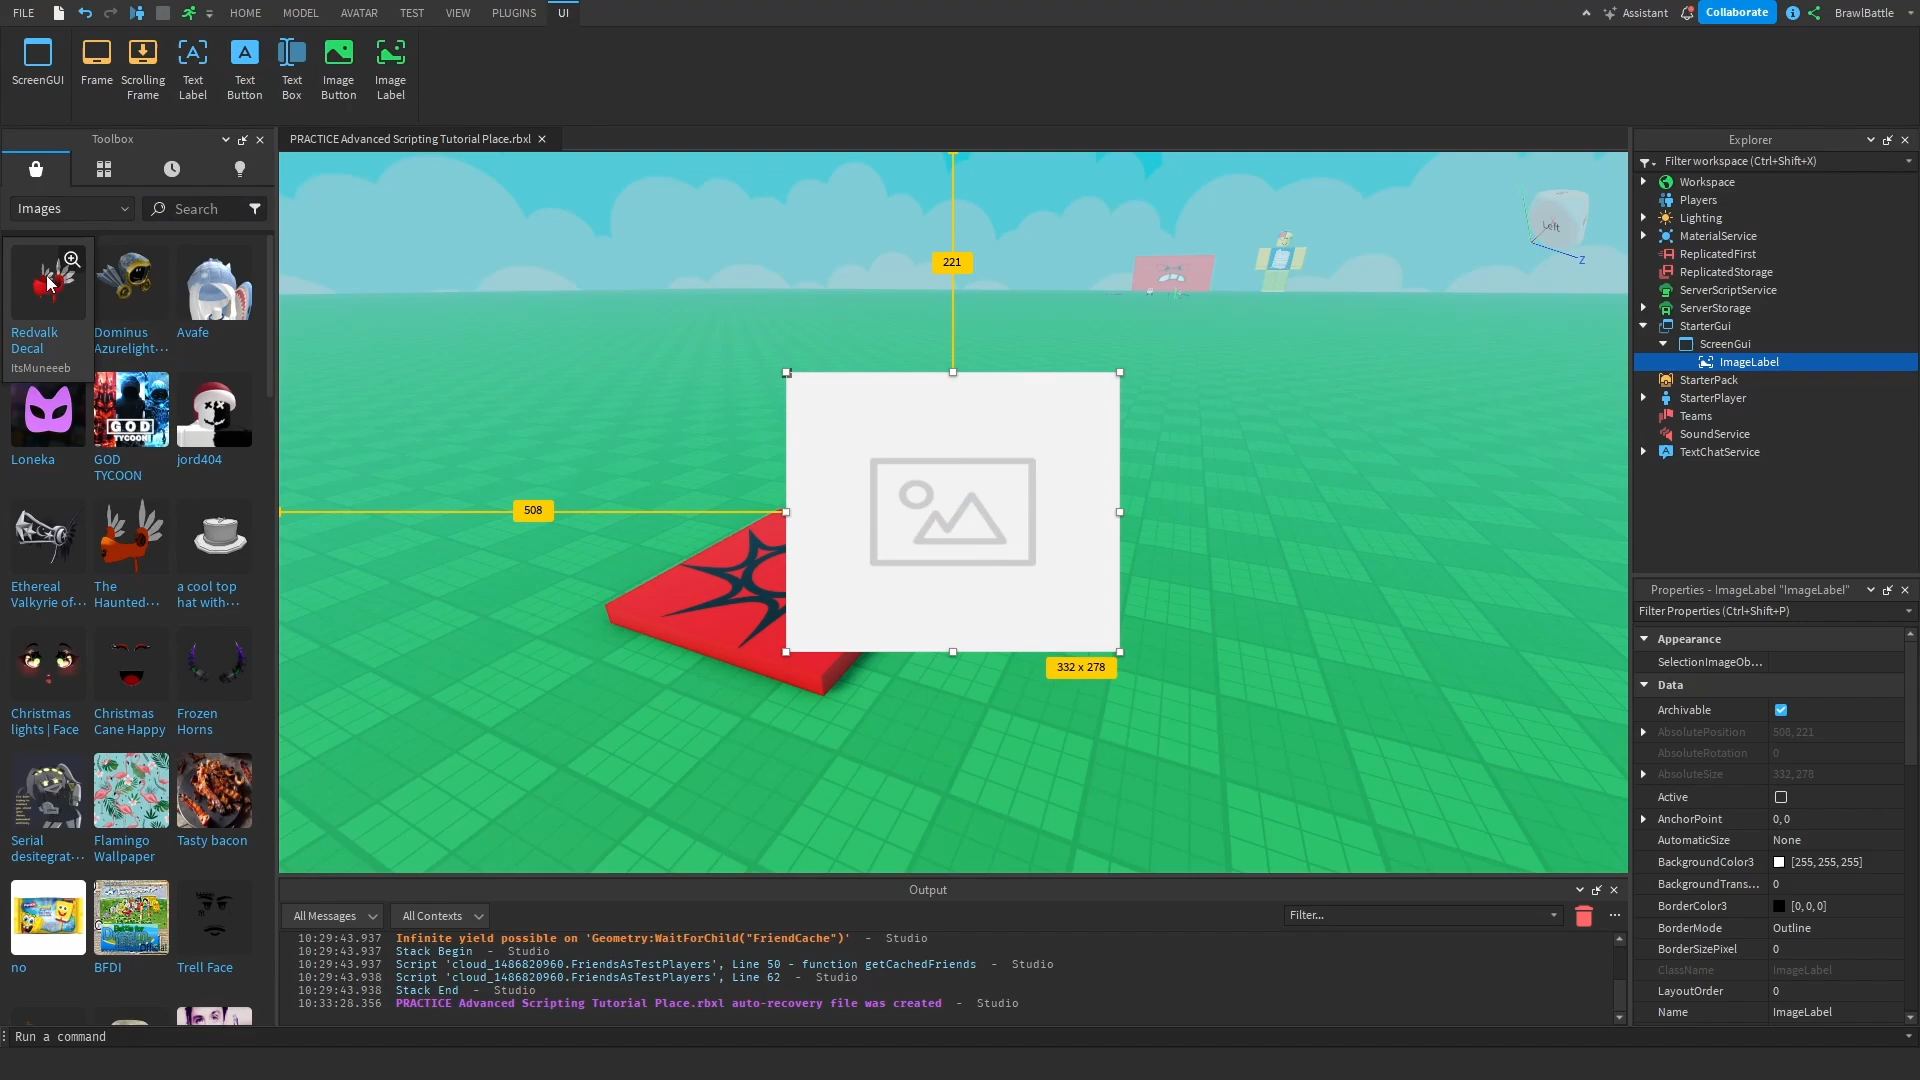 FILE HOME MODEL AVATAR TEST VIEW PLUGINS UI Assistant Collaborate BrawlBattle
ScreenGUI Frame Scrolling Frame Text Label Text Button Text Box Image Button Image Label
Toolbox
Images Search
Redvalk Decal
ItsMuneeeb
Dominus Azurelight...
Avafe
Loneka
GOD TYCOON
GOD TYCOON
jord404
Ethereal Valkyrie of...
The Haunted...
a cool top hat with...
Christmas lights | Face
Christmas Cane Happy
Frozen Horns
Serial desitegrat...
Flamingo Wallpaper
Tasty bacon
no
BFDI
Trell Face
PRACTICE Advanced Scripting Tutorial Place.rbxl
Left
Z
221
508
332 x 278
Output
All Messages All Contexts Filter...
10:29:43.937 Infinite yield possible on 'Geometry:WaitForChild("FriendCache")' - Studio
10:29:43.937 Stack Begin - Studio
10:29:43.937 Script 'cloud_1486820960.FriendsAsTestPlayers', Line 50 - function getCachedFriends - Studio
10:29:43.938 Script 'cloud_1486820960.FriendsAsTestPlayers', Line 62 - Studio
10:29:43.938 Stack End - Studio
10:33:28.356 PRACTICE Advanced Scripting Tutorial Place.rbxl auto-recovery file was created - Studio
Run a command
Explorer
Filter workspace (Ctrl+Shift+X)
Workspace
Players
Lighting
MaterialService
ReplicatedFirst
ReplicatedStorage
ServerScriptService
ServerStorage
StarterGui
ScreenGui
ImageLabel
StarterPack
StarterPlayer
Teams
SoundService
TextChatService
Properties - ImageLabel "ImageLabel"
Filter Properties (Ctrl+Shift+P)
Appearance
SelectionImageOb...
Data
Archivable
AbsolutePosition 508, 221
AbsoluteRotation 0
AbsoluteSize 332, 278
Active
AnchorPoint 0, 0
AutomaticSize None
BackgroundColor3 [255, 255, 255]
BackgroundTrans... 0
BorderColor3 [0, 0, 0]
BorderMode Outline
BorderSizePixel 0
ClassName ImageLabel
LayoutOrder 0
Name ImageLabel